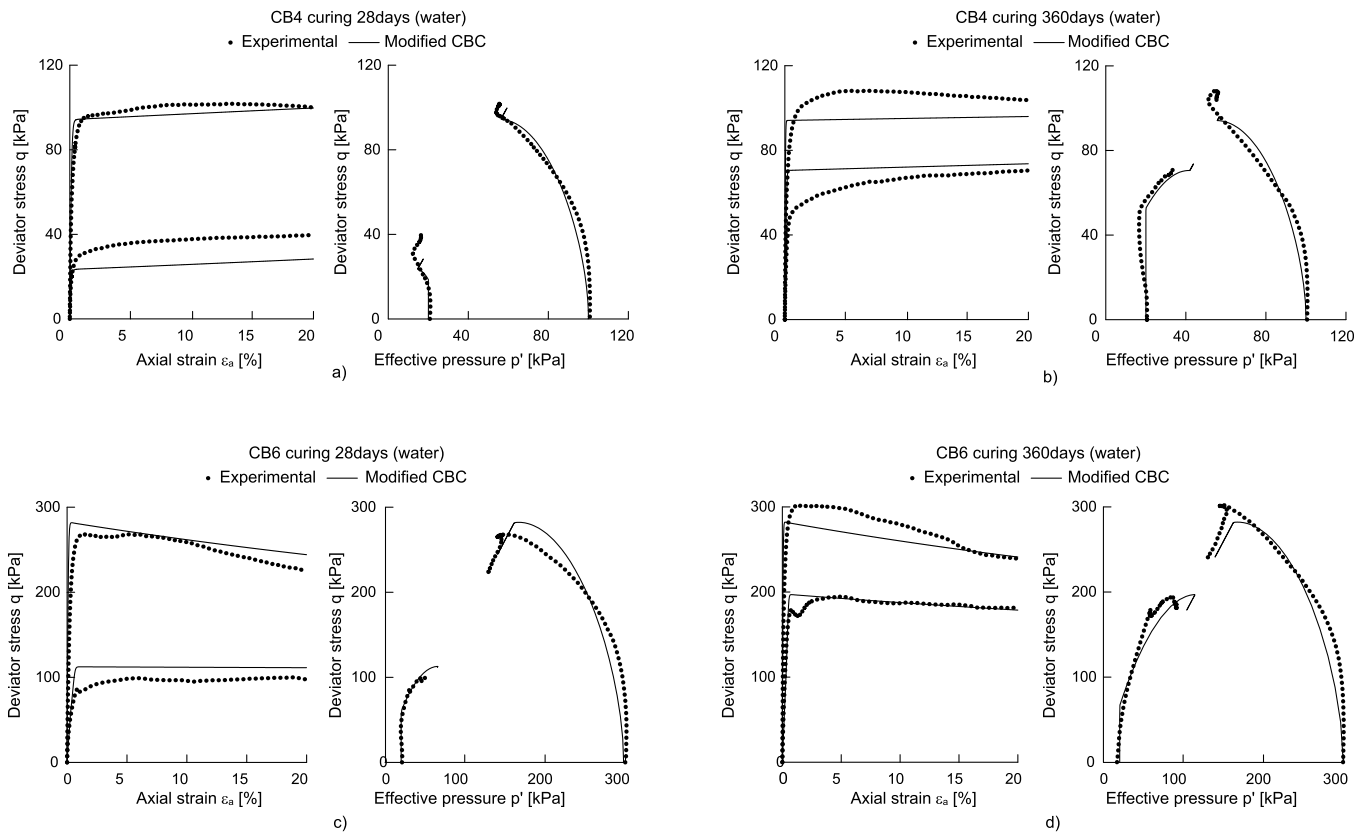 CB4 curing 28days (water)
Experimental Modified CBC
120
80
40
0
Deviator stress q [kPa]
0 5 10 15 20
Axial strain εa [%]
120
80
40
0
Deviator stress q [kPa]
0 40 80 120
Effective pressure p' [kPa]
a)
CB4 curing 360days (water)
Experimental Modified CBC
120
80
40
0
Deviator stress q [kPa]
0 5 10 15 20
Axial strain εa [%]
120
80
40
0
Deviator stress q [kPa]
0 40 80 120
Effective pressure p' [kPa]
b)
CB6 curing 28days (water)
Experimental Modified CBC
300
200
100
0
Deviator stress q [kPa]
0 5 10 15 20
Axial strain εa [%]
300
200
100
0
Deviator stress q [kPa]
0 100 200 300
Effective pressure p' [kPa]
c)
CB6 curing 360days (water)
Experimental Modified CBC
300
200
100
0
Deviator stress q [kPa]
0 5 10 15 20
Axial strain εa [%]
300
200
100
0
Deviator stress q [kPa]
0 100 200 300
Effective pressure p' [kPa]
d)